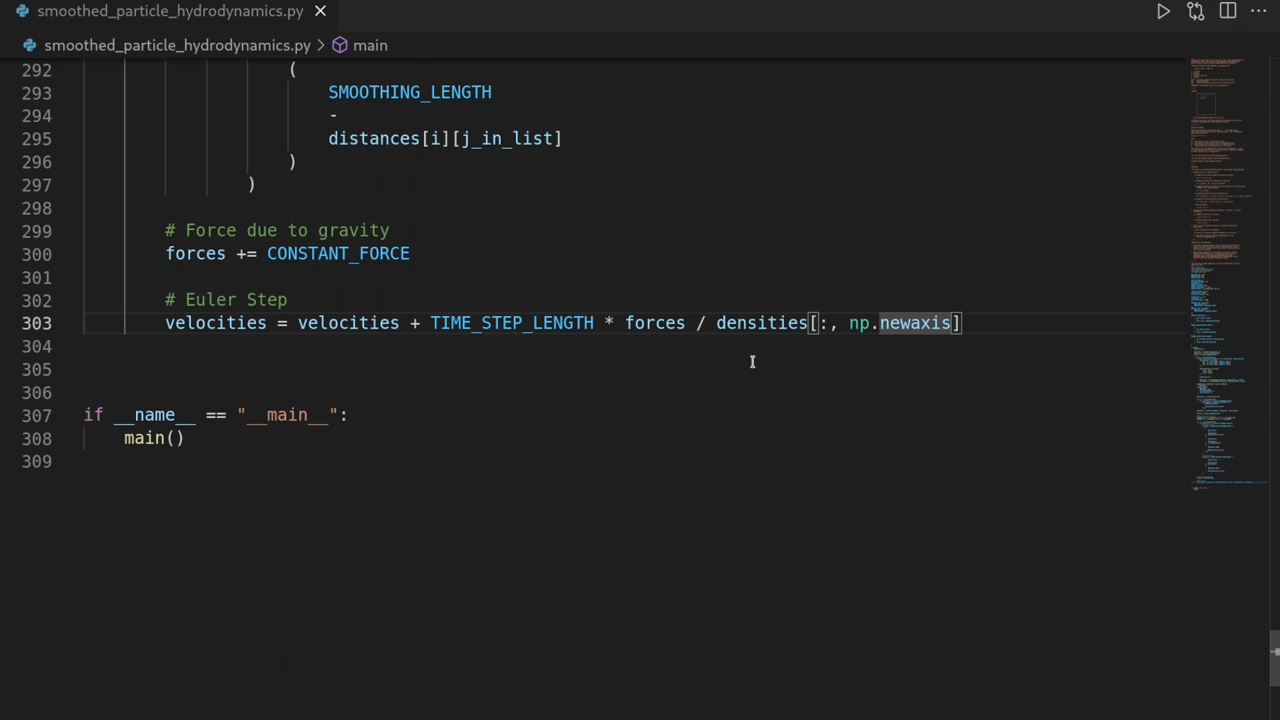 smoothed_particle_hydrodynamics.py
smoothed_particle_hydrodynamics.py > main
292 (
293 SMOOTHING_LENGTH
294 -
295 distances[i][j_in_list]
296 )
297 )
298
299 # Force due to gravity
300 forces += CONSTANT_FORCE
301
302 # Euler Step
303 velocities = velocities + TIME_STEP_LENGTH * forces / densities[:, np.newaxis]
304
305
306
307 if __name__ == "__main__":
308 main()
309